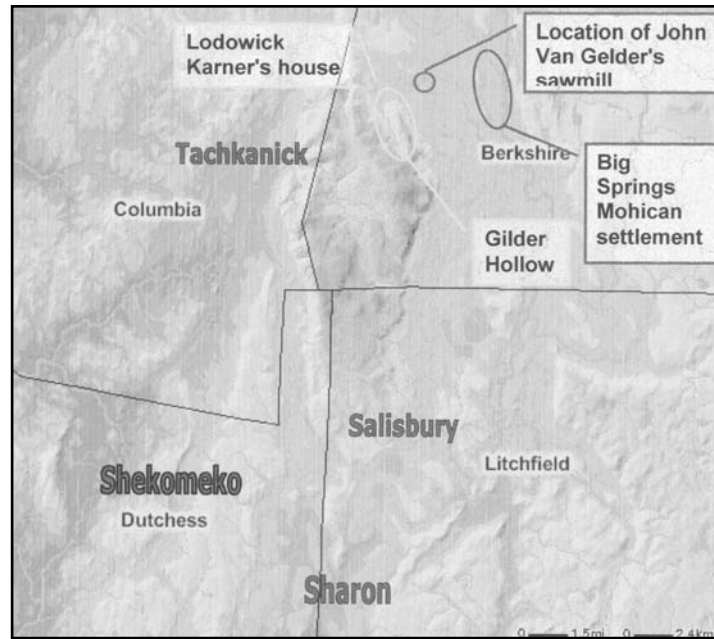 Lodowick
Karner's house
Location of John
Van Gelder's
sawmill
Tachkanick
Berkshire
Columbia
Big
Springs
Mohican
settlement
Gilder
Hollow
Salisbury
Litchfield
Shekomeko
Dutchess
Sharon
0 1.5mi 0 2.4km